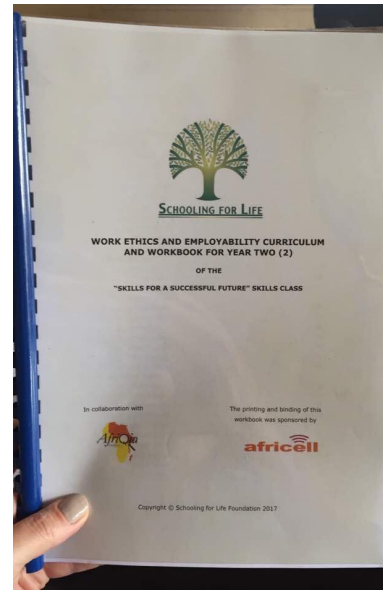 SCHOOLING FOR LIFE
WORK ETHICS AND EMPLOYABILITY CURRICULUM
AND WORKBOOK FOR YEAR TWO (2)
OF THE
"SKILLS FOR A SUCCESSFUL FUTURE" SKILLS CLASS
In collaboration with
AfriQia
The printing and binding of this
workbook was sponsored by
africell
Copyright © Schooling for Life Foundation 2017